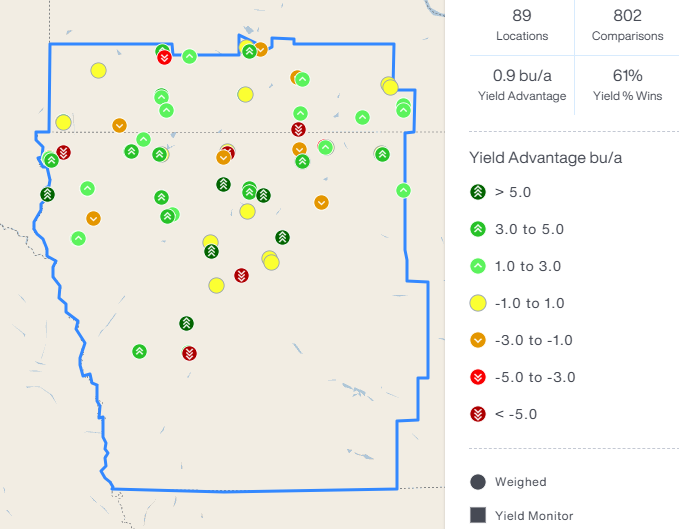 89 802
Locations Comparisons
0.9 bu/a 61%
Yield Advantage Yield % Wins
Yield Advantage bu/a
> 5.0
3.0 to 5.0
1.0 to 3.0
-1.0 to 1.0
-3.0 to -1.0
-5.0 to -3.0
< -5.0
Weighed
Yield Monitor